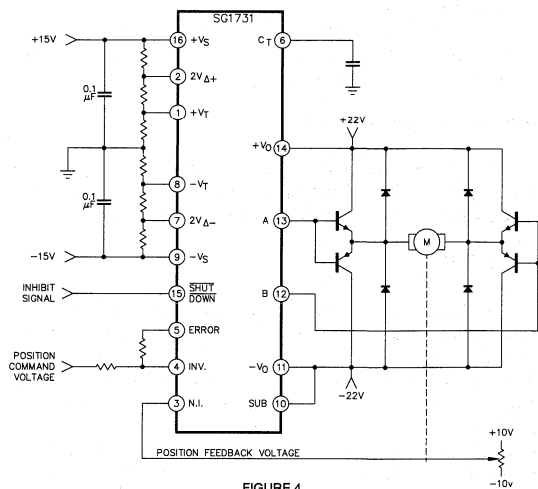 SG1731
+15V
16
+VS
CT
6
2
2VΔ+
0.1
μF
1
+VT
+22V
+VO
14
8
−VT
0.1
μF
7
2VΔ−
A
13
M
−15V
9
−VS
INHIBIT
SIGNAL
15
SHUT
DOWN
B
12
5
ERROR
POSITION
COMMAND
VOLTAGE
4
INV.
−VO
11
−22V
3
N.I.
SUB
10
+10V
POSITION FEEDBACK VOLTAGE
−10v
FIGURE 4